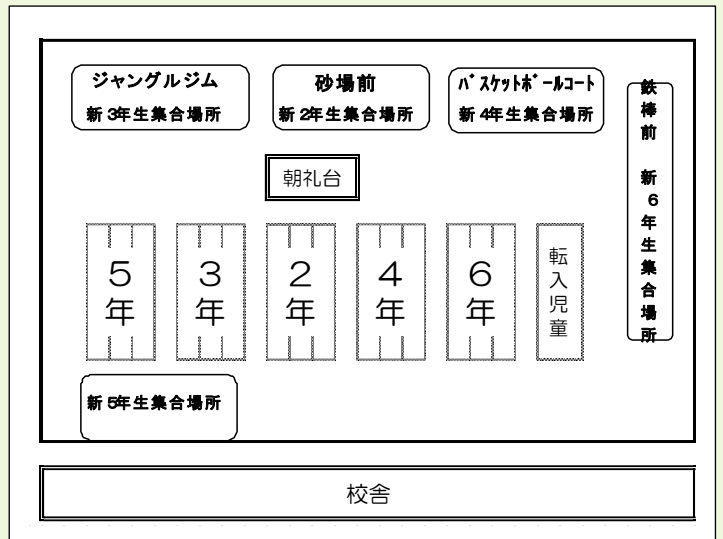 ジャングルジム
新3年生集合場所
砂場前
新2年生集合場所
バスケットボールコート
新4年生集合場所
鉄棒前 新6年生集合場所
朝礼台
5年
3年
2年
4年
6年
転入児童
新5年生集合場所
校舎